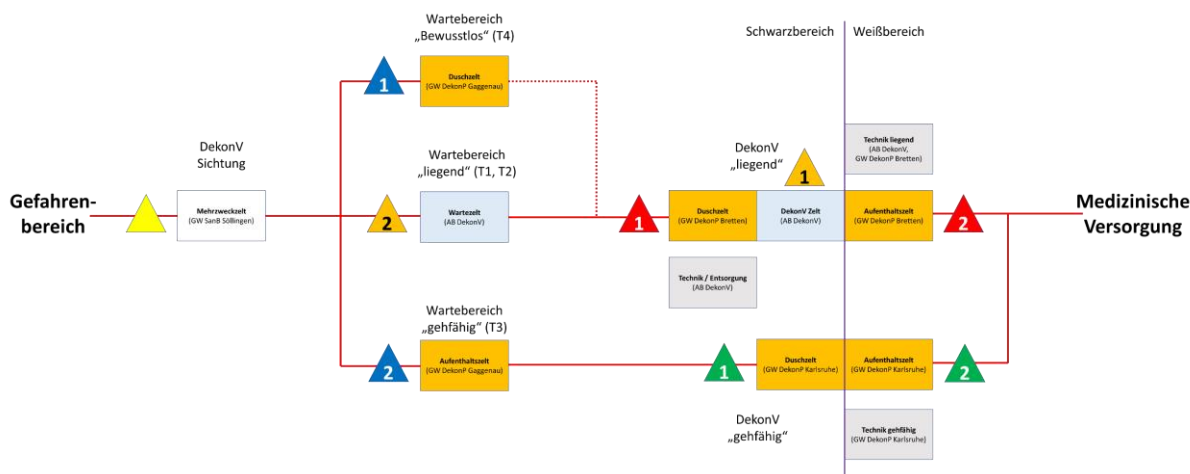 Wartebereich
„Bewusstlos“ (T4)
Schwarzbereich
Weißbereich
1
Duschzelt
(GW DekonP Gaggenau)
DekonV
Sichtung
Wartebereich
„liegend“ (T1, T2)
DekonV
„liegend“
1
Technik liegend
(AB DekonV,
GW DekonP Bretten)
Gefahren-
bereich
Mehrzweckzelt
(GW SanB Söllingen)
2
Wartezelt
(AB DekonV)
1
Duschzelt
(GW DekonP Bretten)
DekonV Zelt
(AB DekonV)
Aufenthaltszelt
(GW DekonP Bretten)
2
Medizinische
Versorgung
Technik / Entsorgung
(AB DekonV)
Wartebereich
„gehfähig“ (T3)
2
Aufenthaltszelt
(GW DekonP Gaggenau)
1
Duschzelt
(GW DekonP Karlsruhe)
Aufenthaltszelt
(GW DekonP Karlsruhe)
2
DekonV
„gehfähig“
Technik gehfähig
(GW DekonP Karlsruhe)